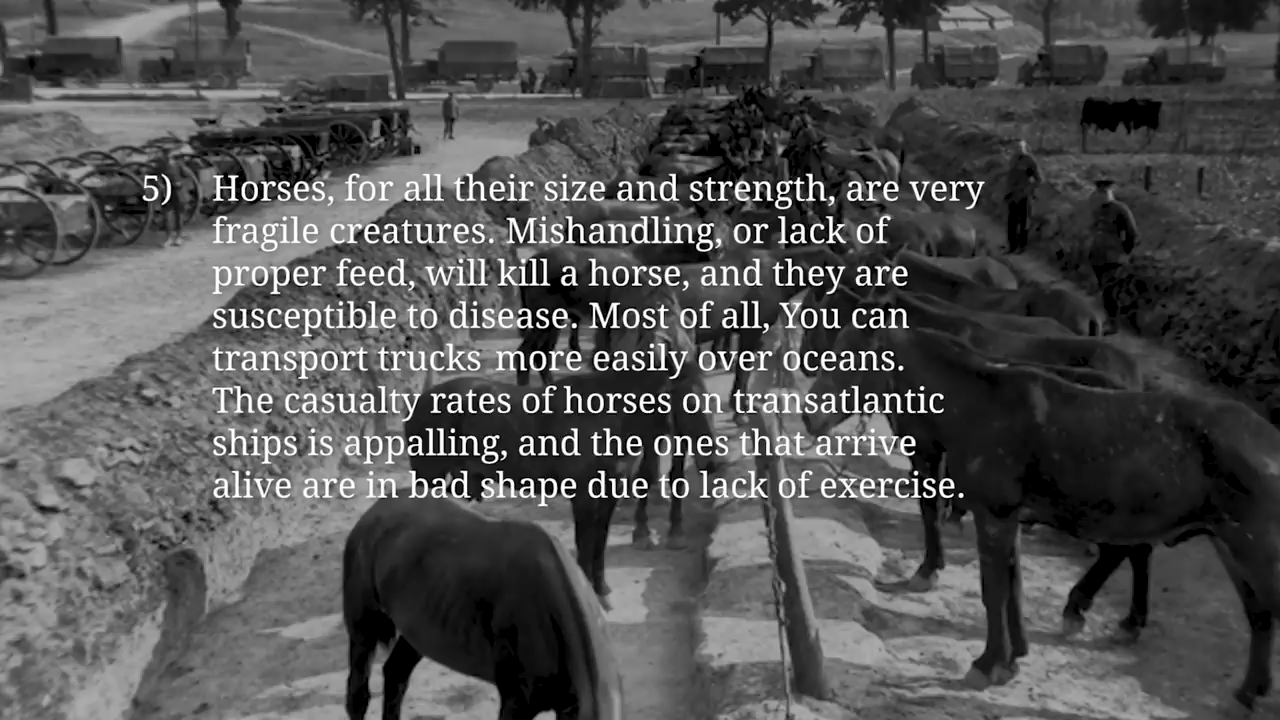 5) Horses, for all their size and strength, are very
fragile creatures. Mishandling, or lack of
proper feed, will kill a horse, and they are
susceptible to disease. Most of all, You can
transport trucks more easily over oceans.
The casualty rates of horses on transatlantic
ships is appalling, and the ones that arrive
alive are in bad shape due to lack of exercise.